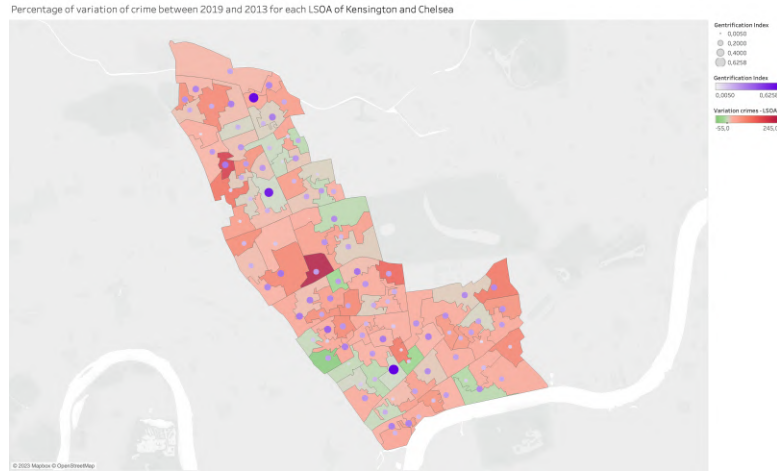 Percentage of variation of crime between 2019 and 2013 for each LSOA of Kensington and Chelsea
Gentrification Index
0,0050
0,2000
0,4000
0,6258
Gentrification Index
0,0050 0,6258
Variation crimes - LSOA
-55,0 245,0
© 2023 Mapbox © OpenStreetMap